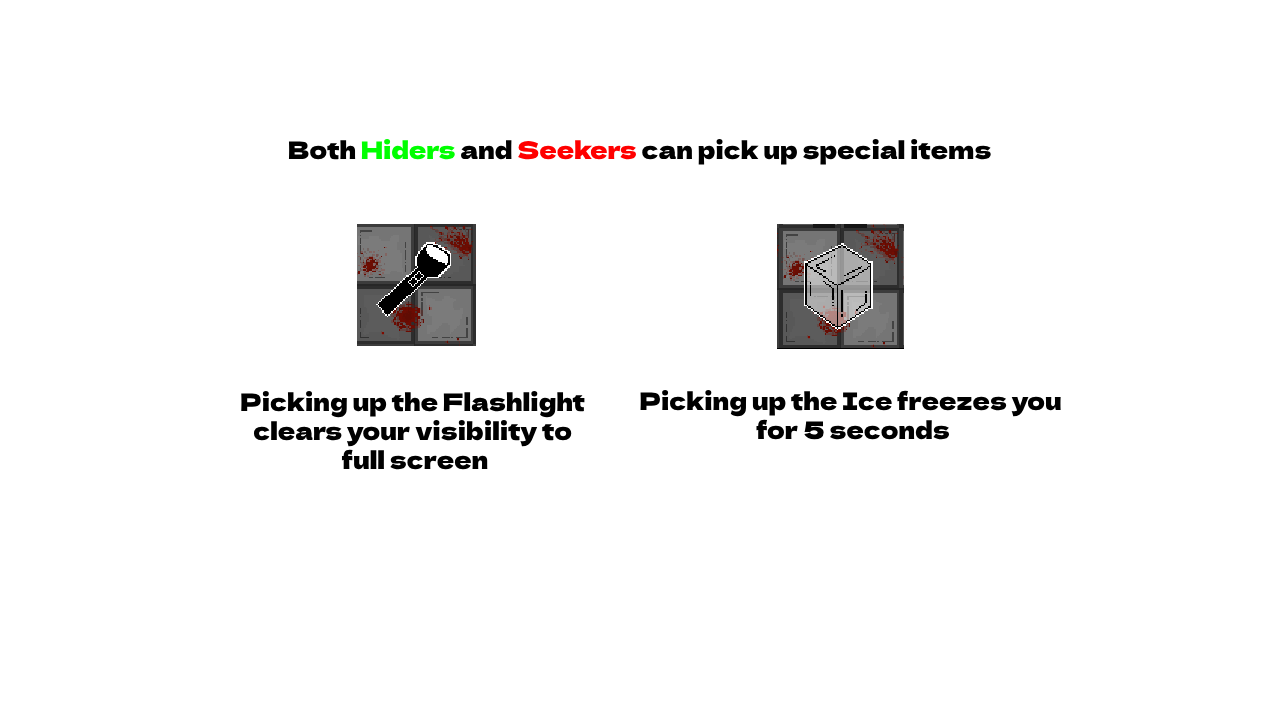 Both Hiders and Seekers can pick up special items
Picking up the Flashlight
clears your visibility to
full screen
Picking up the Ice freezes you
for 5 seconds